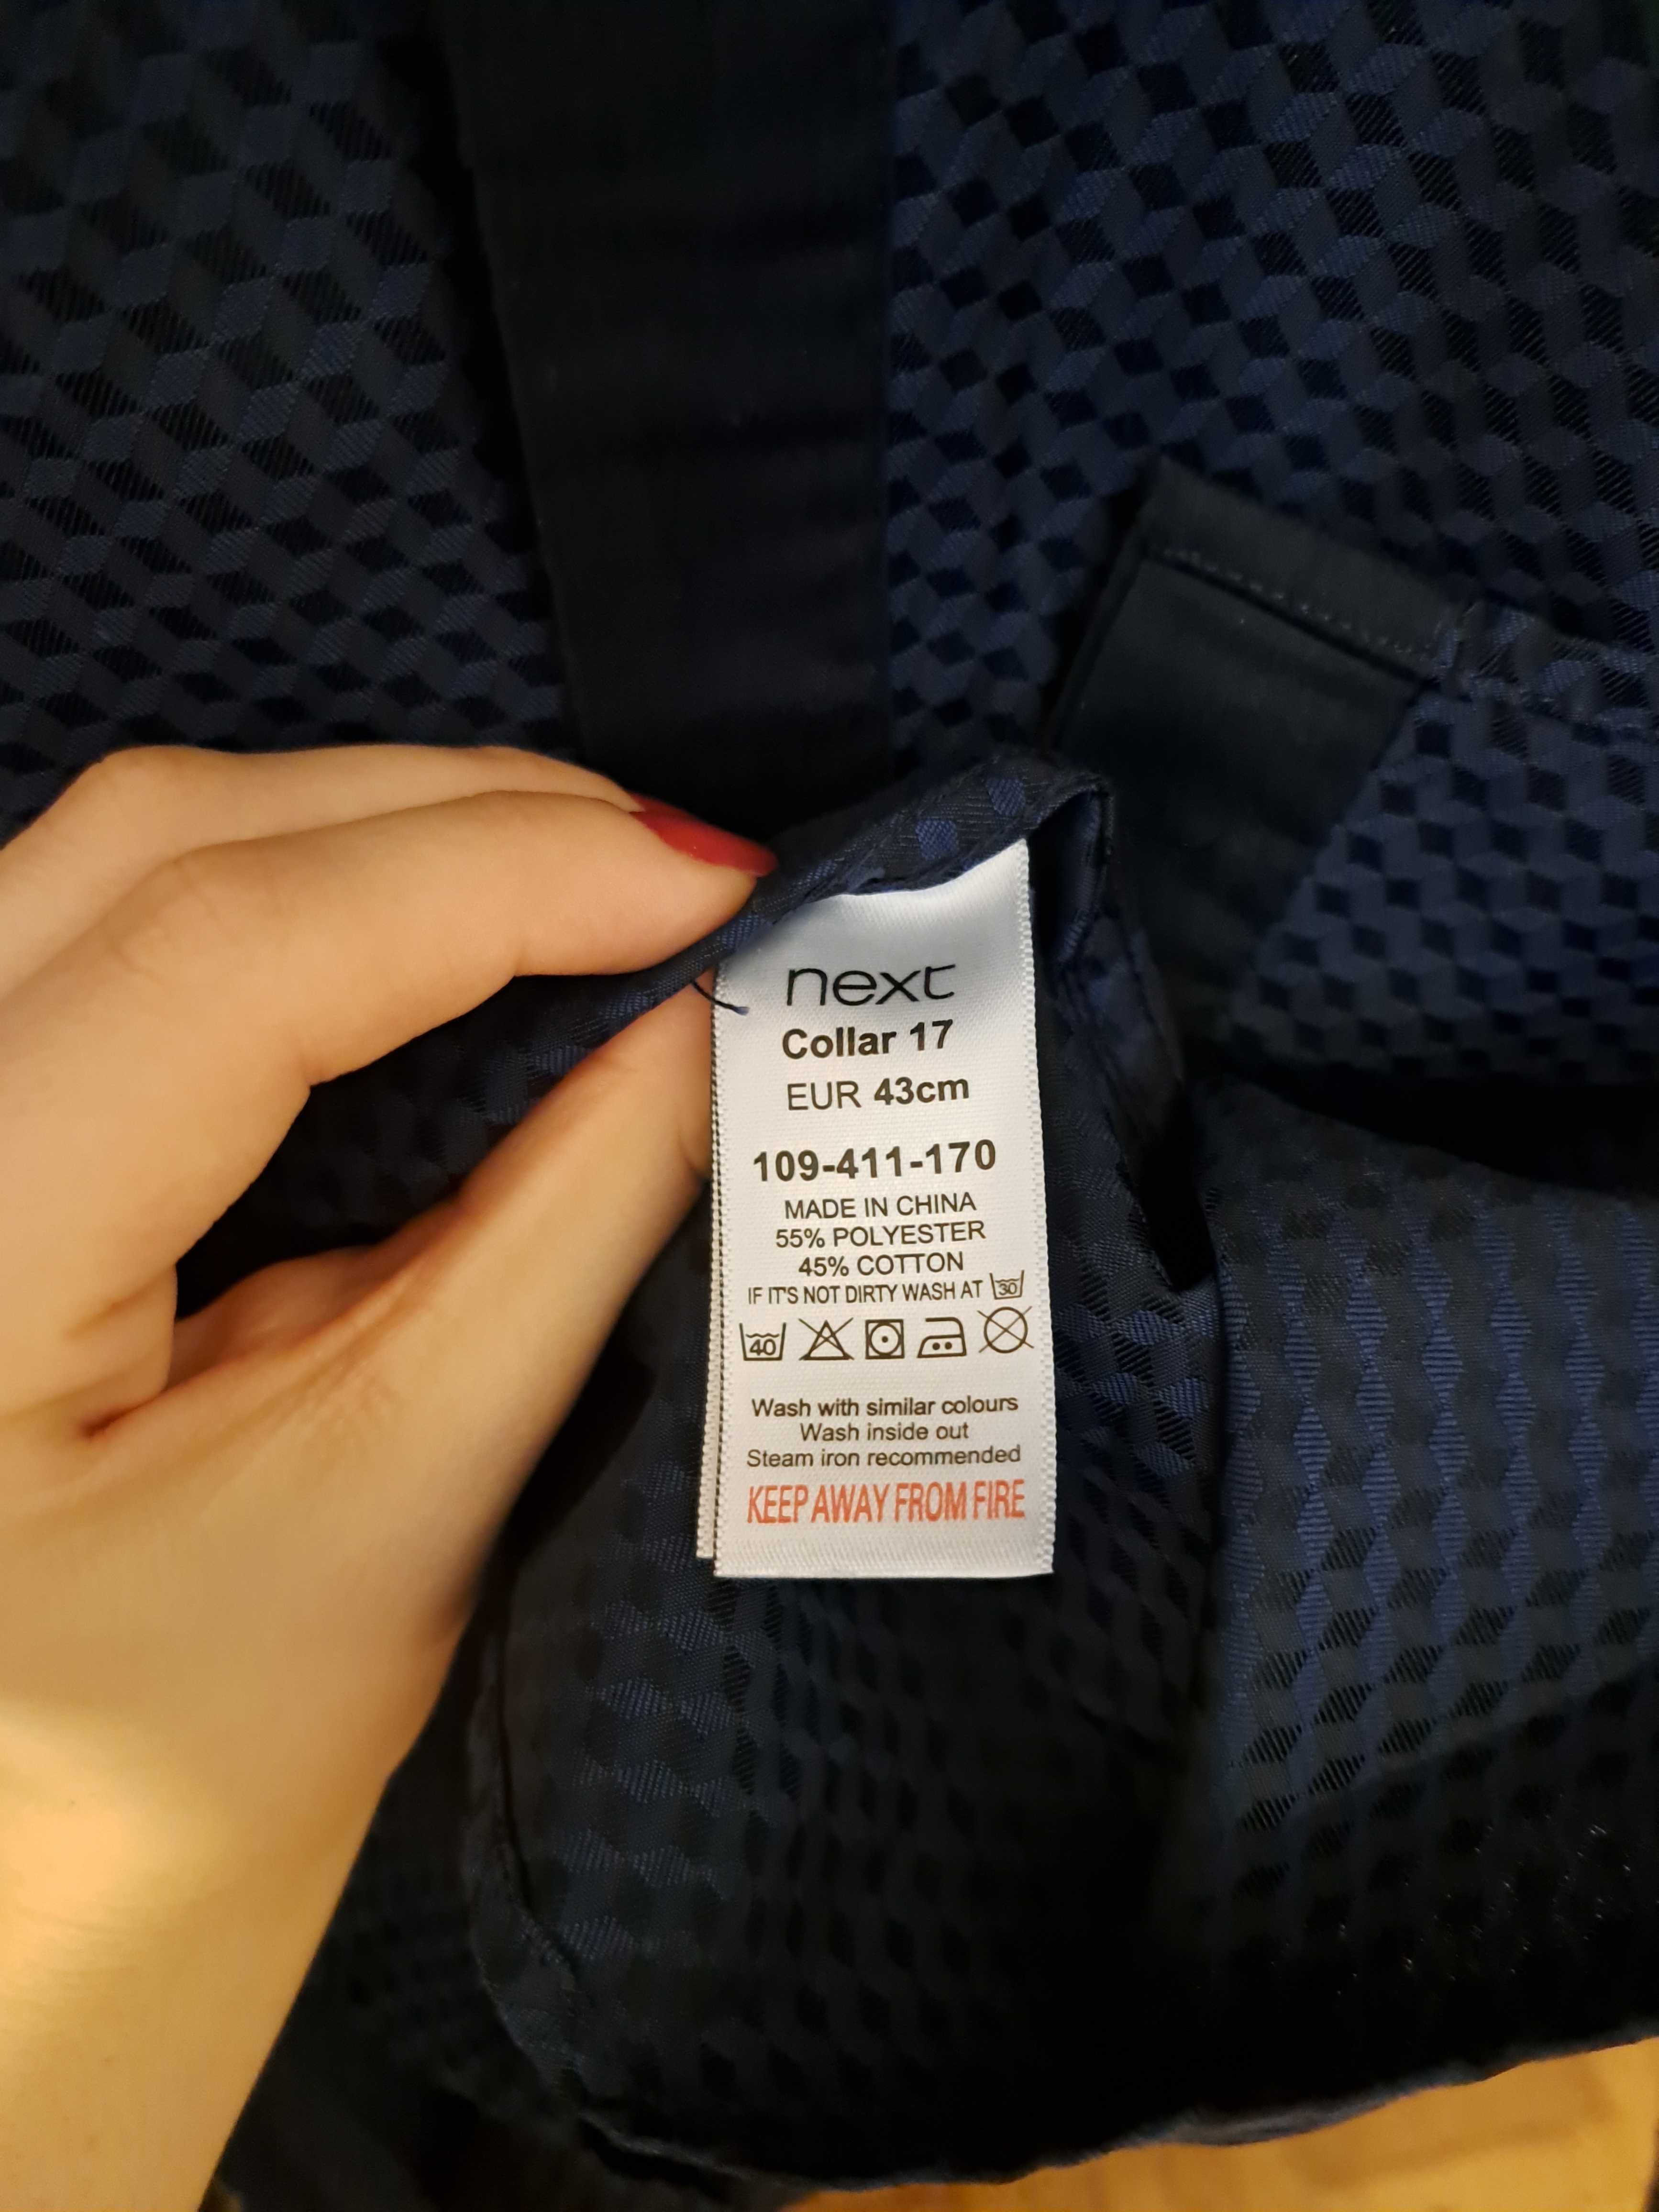 next
Collar 17
EUR 43cm
109-411-170
MADE IN CHINA
55% POLYESTER
45% COTTON
IF IT'S NOT DIRTY WASH AT 30
40
Wash with similar colours
Wash inside out
Steam iron recommended
KEEP AWAY FROM FIRE